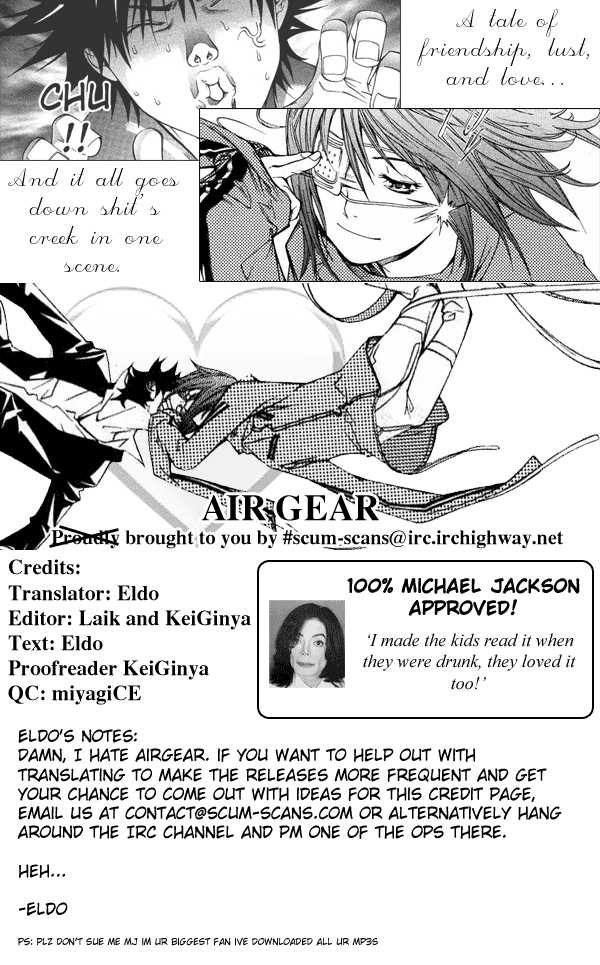 A tale of
friendship, lust,
and love...
CHU
!!
And it all goes
down shit's
creek in one
scene.
AIR GEAR
Proudly brought to you by #scum-scans@irc.irchighway.net
Credits:
Translator: Eldo
Editor: Laik and KeiGinya
Text: Eldo
Proofreader KeiGinya
QC: miyagiCE
100% MICHAEL JACKSON
APPROVED!
‘I made the kids read it when
they were drunk, they loved it
too!’
ELDO'S NOTES:
DAMN, I HATE AIRGEAR. IF YOU WANT TO HELP OUT WITH
TRANSLATING TO MAKE THE RELEASES MORE FREQUENT AND GET
YOUR CHANCE TO COME OUT WITH IDEAS FOR THIS CREDIT PAGE,
EMAIL US AT CONTACT@SCUM-SCANS.COM OR ALTERNATIVELY HANG
AROUND THE IRC CHANNEL AND PM ONE OF THE OPS THERE.
HEH...
-ELDO
PS: PLZ DON'T SUE ME MJ IM UR BIGGEST FAN IVE DOWNLOADED ALL UR MP3S